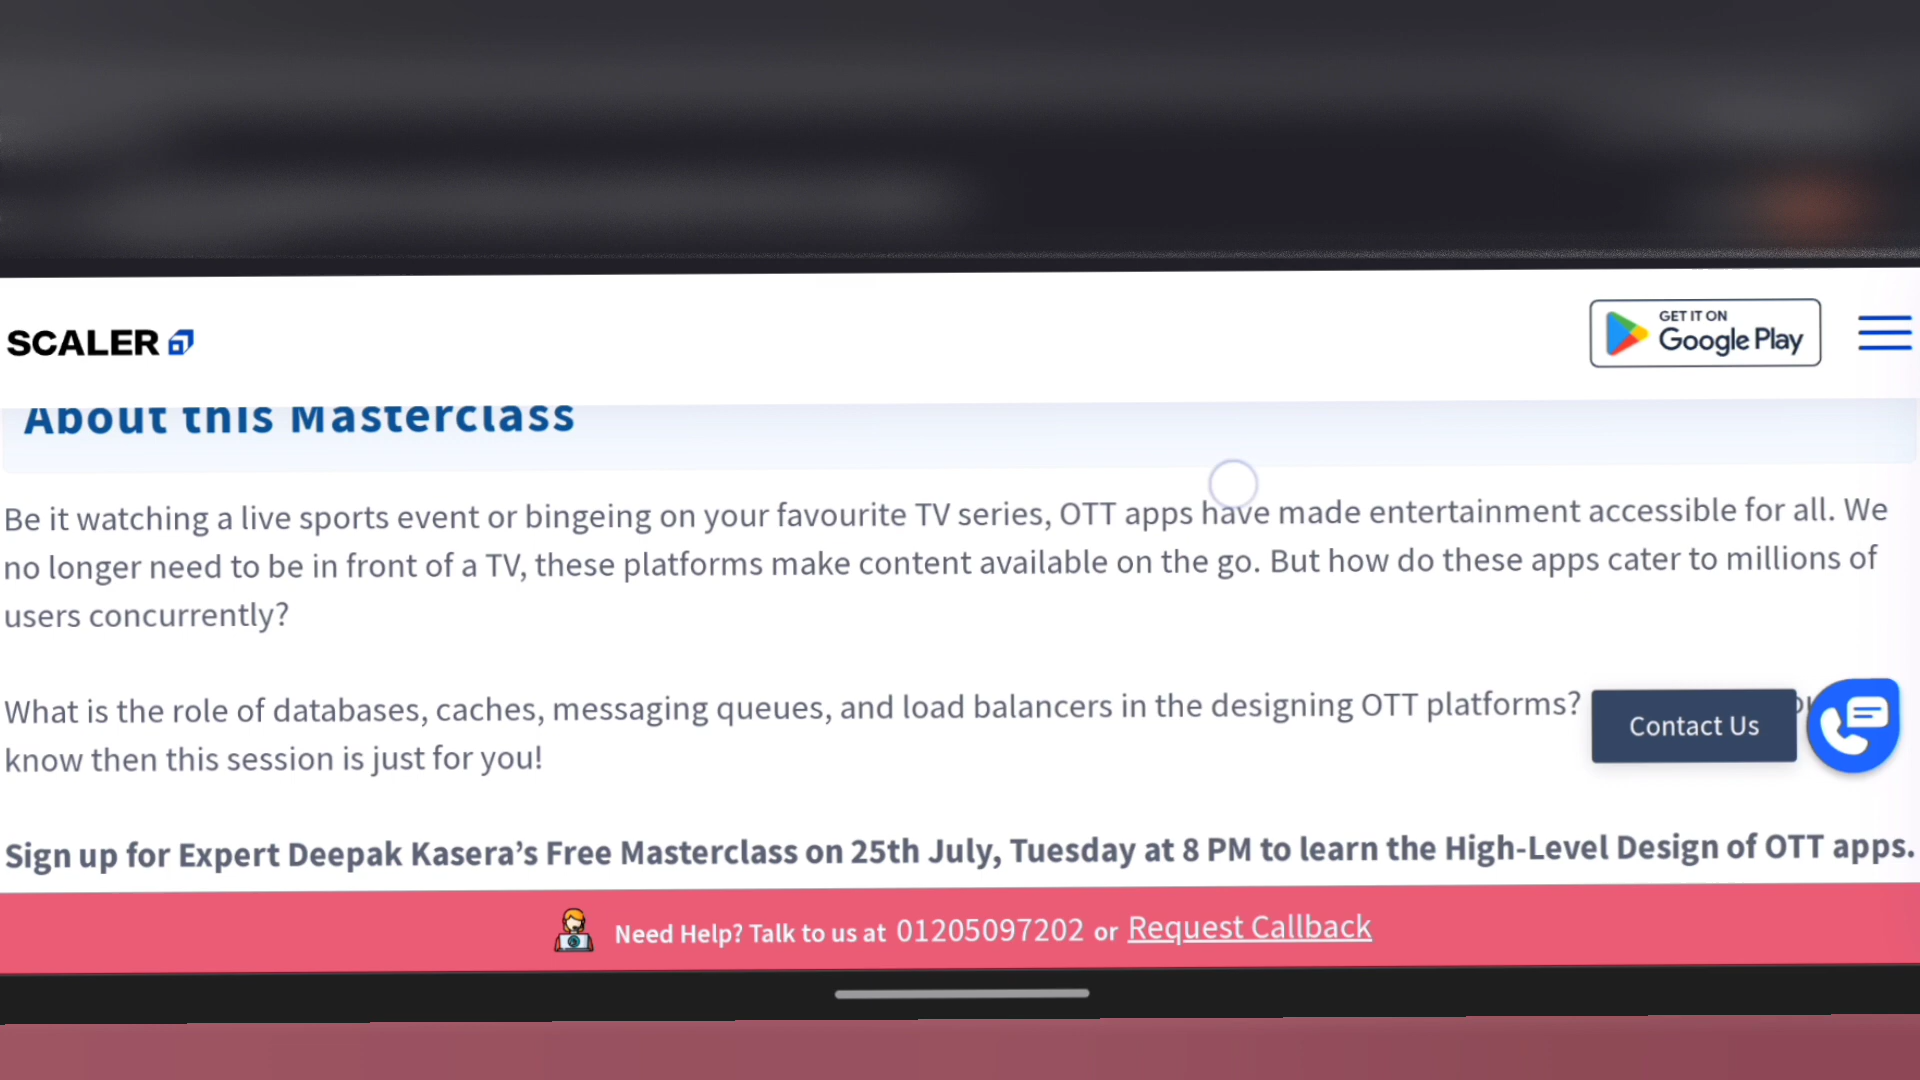 SCALER
GET IT ON
Google Play
About this Masterclass
Be it watching a live sports event or bingeing on your favourite TV series, OTT apps have made entertainment accessible for all. We
no longer need to be in front of a TV, these platforms make content available on the go. But how do these apps cater to millions of
users concurrently?
What is the role of databases, caches, messaging queues, and load balancers in the designing OTT platforms?
know then this session is just for you!
Contact Us
Sign up for Expert Deepak Kasera’s Free Masterclass on 25th July, Tuesday at 8 PM to learn the High-Level Design of OTT apps.
Need Help? Talk to us at 01205097202 or Request Callback